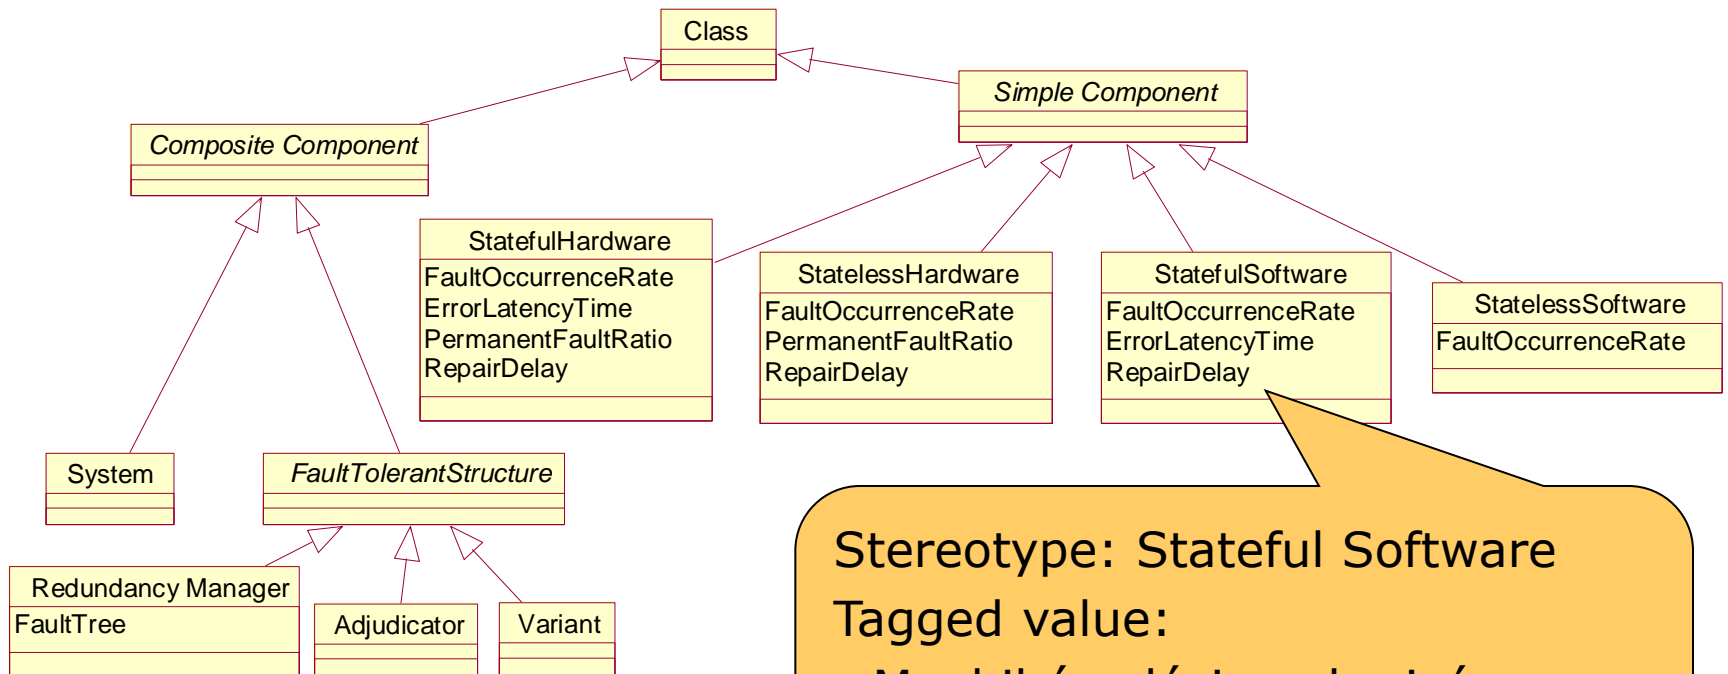 Class
Simple Component
Composite Component
StatefulHardware
FaultOccurrenceRate
ErrorLatencyTime
PermanentFaultRatio
RepairDelay
StatelessHardware
FaultOccurrenceRate
PermanentFaultRatio
RepairDelay
StatefulSoftware
FaultOccurrenceRate
ErrorLatencyTime
RepairDelay
StatelessSoftware
FaultOccurrenceRate
System
FaultTolerantStructure
Redundancy Manager
FaultTree
Adjudicator
Variant
Stereotype: Stateful Software
Tagged value: